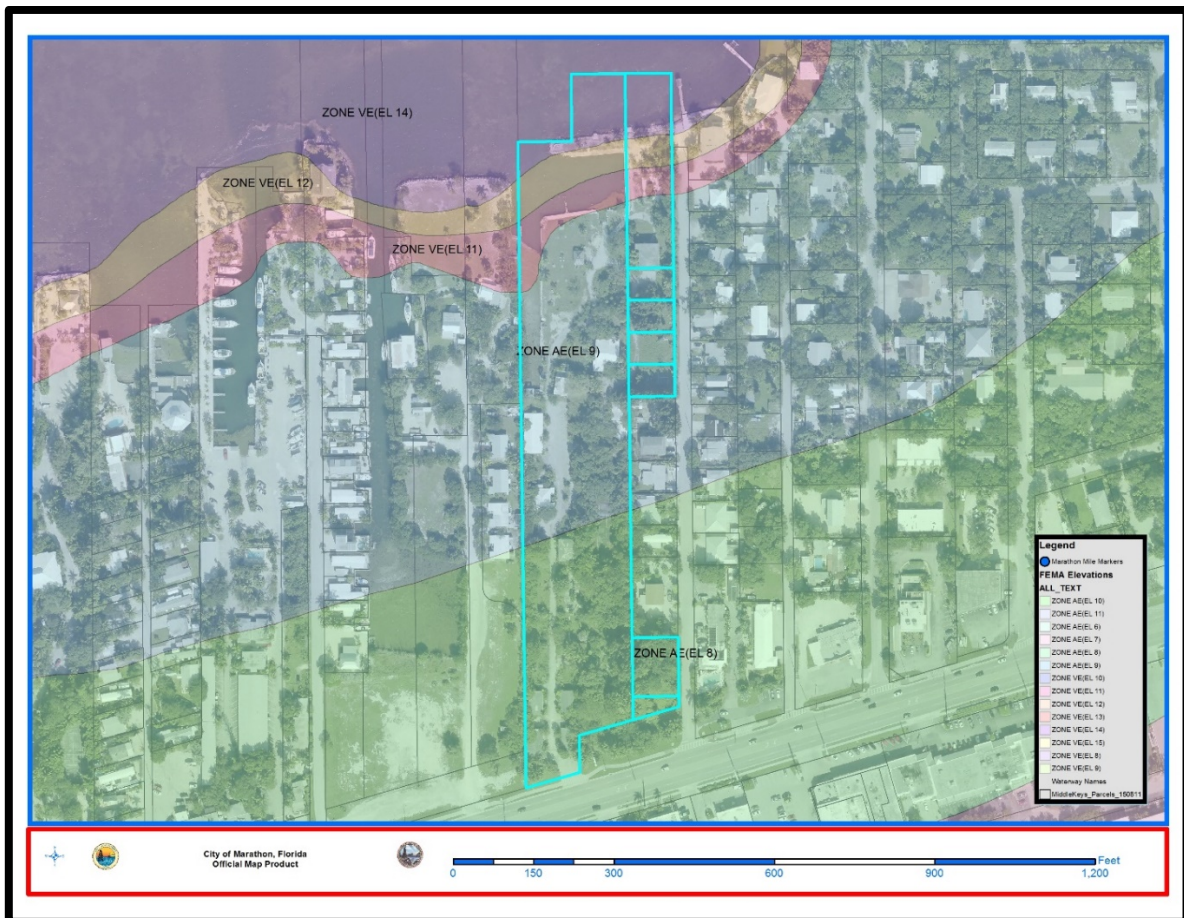 ZONE VE(EL 14)
ZONE VE(EL 12)
ZONE VE(EL 11)
ZONE AE(EL 9)
ZONE AE(EL 8)
Legend
Marathon Mile Markers
FEMA Elevations
ALL_TEXT
ZONE AE(EL 10)
ZONE AE(EL 11)
ZONE AE(EL 6)
ZONE AE(EL 7)
ZONE AE(EL 8)
ZONE AE(EL 9)
ZONE VE(EL 10)
ZONE VE(EL 11)
ZONE VE(EL 12)
ZONE VE(EL 13)
ZONE VE(EL 14)
ZONE VE(EL 15)
ZONE VE(EL 8)
ZONE VE(EL 9)
Waterway Names
MiddleKeys_Parcels_150811
City of Marathon, Florida
Official Map Product
Feet
0 150 300 600 900 1,200